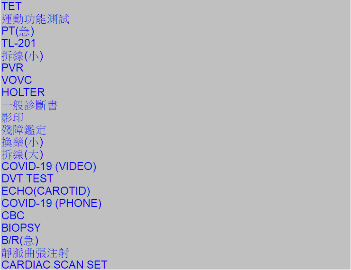 TET
運動功能測試
PT(急)
TL-201
拆線(小)
PVR
VOVC
HOLTER
一般診斷書
影印
殘障鑑定
換藥(小)
拆線(大)
COVID-19 (VIDEO)
DVT TEST
ECHO(CAROTID)
COVID-19 (PHONE)
CBC
BIOPSY
B/R(急)
靜脈曲張注射
CARDIAC SCAN SET